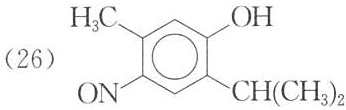 H₃C OH
(26)
ON CH(CH₃)₂